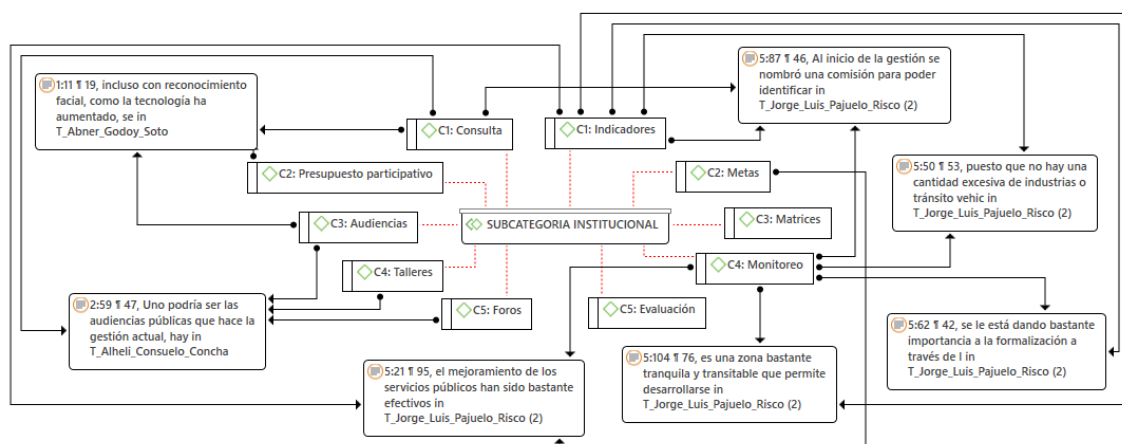 1:11 ¶ 19, incluso con reconocimiento
facial, como la tecnología ha
aumentado, se in
T_Abner_Godoy_Soto
C1: Consulta
C1: Indicadores
5:87 ¶ 46, Al inicio de la gestión se
nombró una comisión para poder
identificar in
T_Jorge_Luis_Pajuelo_Risco (2)
C2: Presupuesto participativo
C2: Metas
5:50 ¶ 53, puesto que no hay una
cantidad excesiva de industrias o
tránsito vehic in
T_Jorge_Luis_Pajuelo_Risco (2)
C3: Audiencias
SUBCATEGORIA INSTITUCIONAL
C3: Matrices
C4: Talleres
C4: Monitoreo
2:59 ¶ 47, Uno podría ser las
audiencias públicas que hace la
gestión actual, hay in
T_Alhelí_Consuelo_Concha
C5: Foros
C5: Evaluación
5:62 ¶ 42, se le está dando bastante
importancia a la formalización a
través de l in
T_Jorge_Luis_Pajuelo_Risco (2)
5:21 ¶ 95, el mejoramiento de los
servicios públicos han sido bastante
efectivos in
T_Jorge_Luis_Pajuelo_Risco (2)
5:104 ¶ 76, es una zona bastante
tranquila y transitable que permite
desarrollarse in
T_Jorge_Luis_Pajuelo_Risco (2)